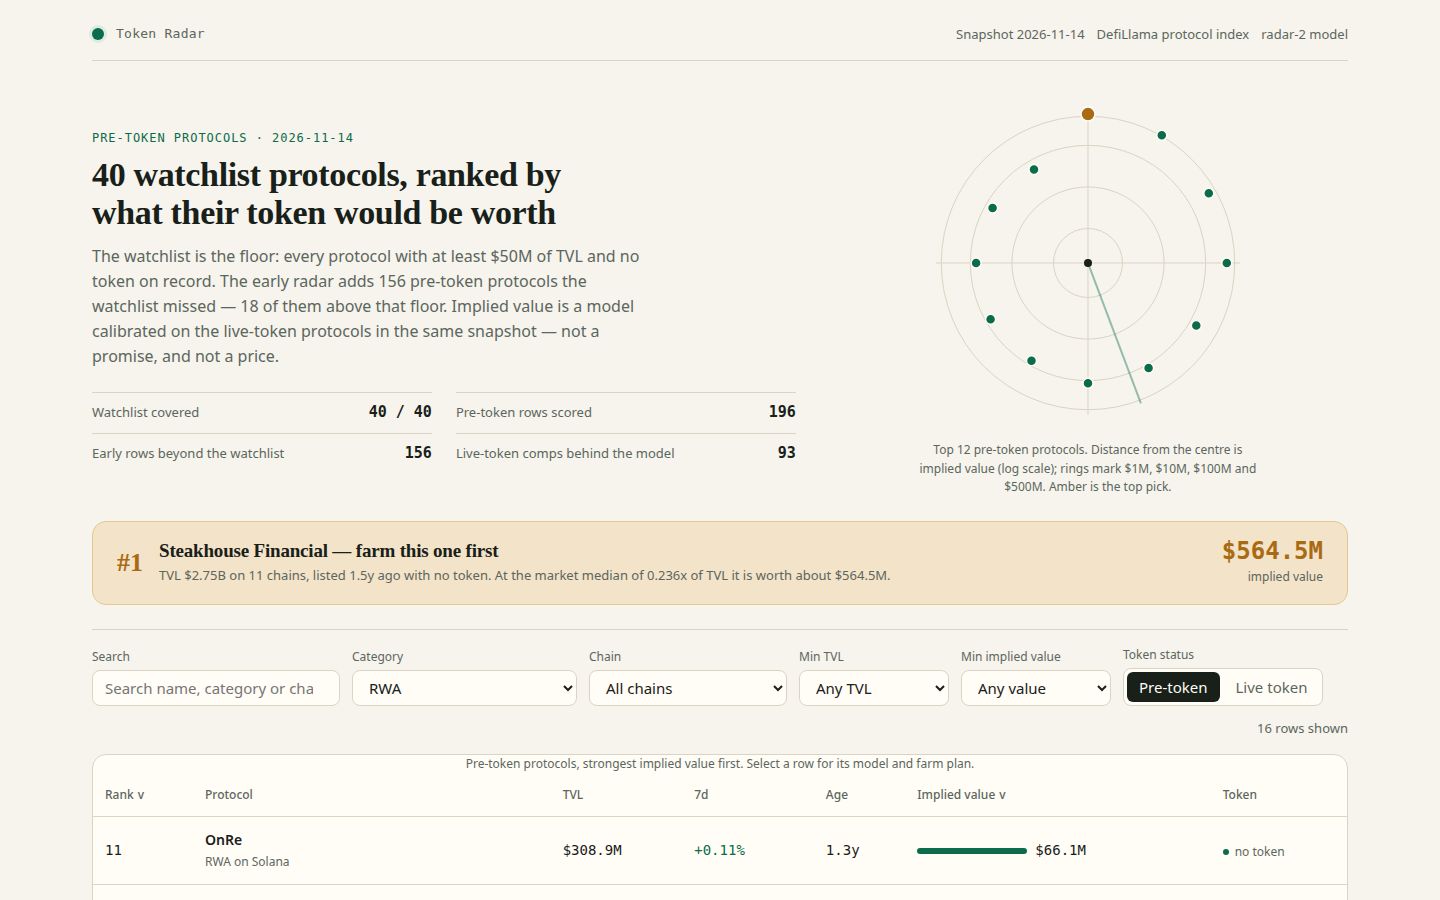 Token Radar
Snapshot 2026-11-14 DefiLlama protocol index radar-2 model
PRE-TOKEN PROTOCOLS · 2026-11-14
40 watchlist protocols, ranked by
what their token would be worth
The watchlist is the floor: every protocol with at least $50M of TVL and no
token on record. The early radar adds 156 pre-token protocols the
watchlist missed — 18 of them above that floor. Implied value is a model
calibrated on the live-token protocols in the same snapshot — not a
promise, and not a price.
Watchlist covered 40 / 40
Pre-token rows scored 196
Early rows beyond the watchlist 156
Live-token comps behind the model 93
Top 12 pre-token protocols. Distance from the centre is
implied value (log scale); rings mark $1M, $10M, $100M and
$500M. Amber is the top pick.
#1
Steakhouse Financial — farm this one first
TVL $2.75B on 11 chains, listed 1.5y ago with no token. At the market median of 0.236x of TVL it is worth about $564.5M.
$564.5M
implied value
Search
Search name, category or cha
Category
RWA
Chain
All chains
Min TVL
Any TVL
Min implied value
Any value
Token status
Pre-token Live token
16 rows shown
Pre-token protocols, strongest implied value first. Select a row for its model and farm plan.
Rank v Protocol TVL 7d Age Implied value v Token
11 OnRe $308.9M +0.11% 1.3y $66.1M no token
RWA on Solana